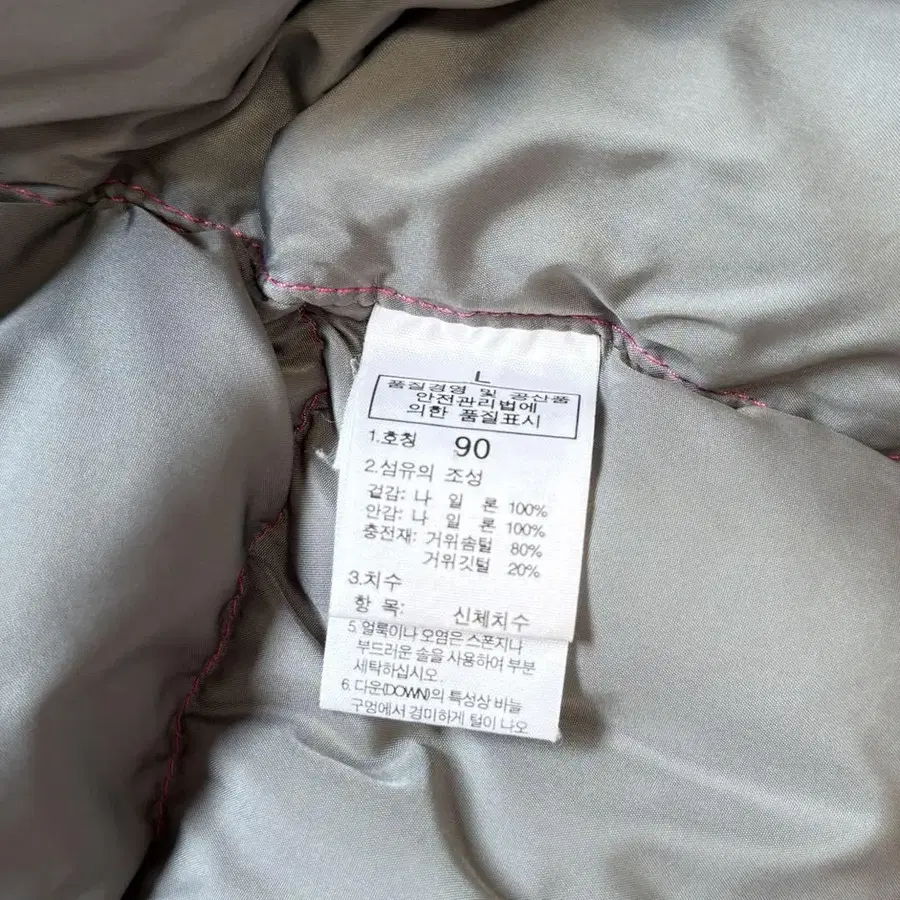 L
품질경영 및 공산품
안전관리법에
의한 품질표시
1.호칭 90
2.섬유의 조성
겉감: 나 일 론 100%
안감: 나 일 론 100%
충전재: 거위솜털 80%
거위깃털 20%
3.치수
항 목: 신체치수
5. 얼룩이나 오염은 스폰지나
부드러운 솔을 사용하여 부분
세탁하십시오.
6. 다운(DOWN)의 특성상 바늘
구멍에서 경미하게 털이 나오